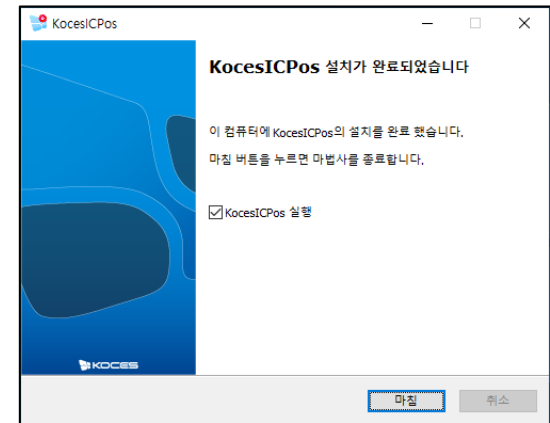 KocesICPos
KocesICPos 설치가 완료되었습니다
이 컴퓨터에 KocesICPos의 설치를 완료 했습니다.
마침 버튼을 누르면 마법사를 종료합니다.
KocesICPos 실행
KOCES
마침
취소